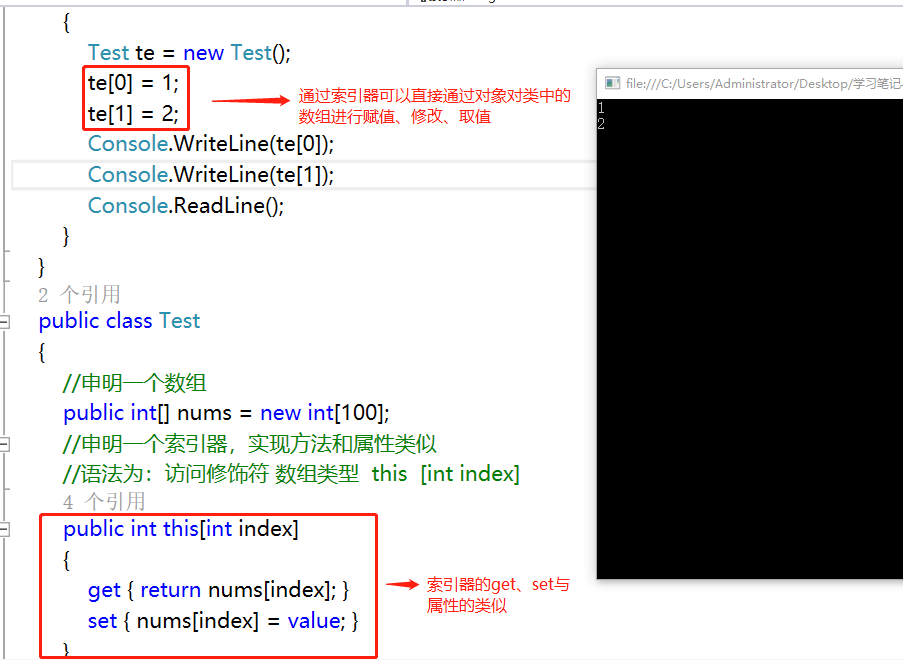 {
Test te = new Test();
te[0] = 1;
te[1] = 2;
通过索引器可以直接通过对象对类中的
数组进行赋值、修改、取值
Console.WriteLine(te[0]);
Console.WriteLine(te[1]);
Console.ReadLine();
}
}
2 个引用
public class Test
{
//申明一个数组
public int[] nums = new int[100];
//申明一个索引器，实现方法和属性类似
//语法为：访问修饰符 数组类型 this [int index]
4 个引用
public int this[int index]
{
get { return nums[index]; }
set { nums[index] = value; }
}
索引器的get、set与
属性的类似
file:///C:/Users/Administrator/Desktop/学习笔记
1
2